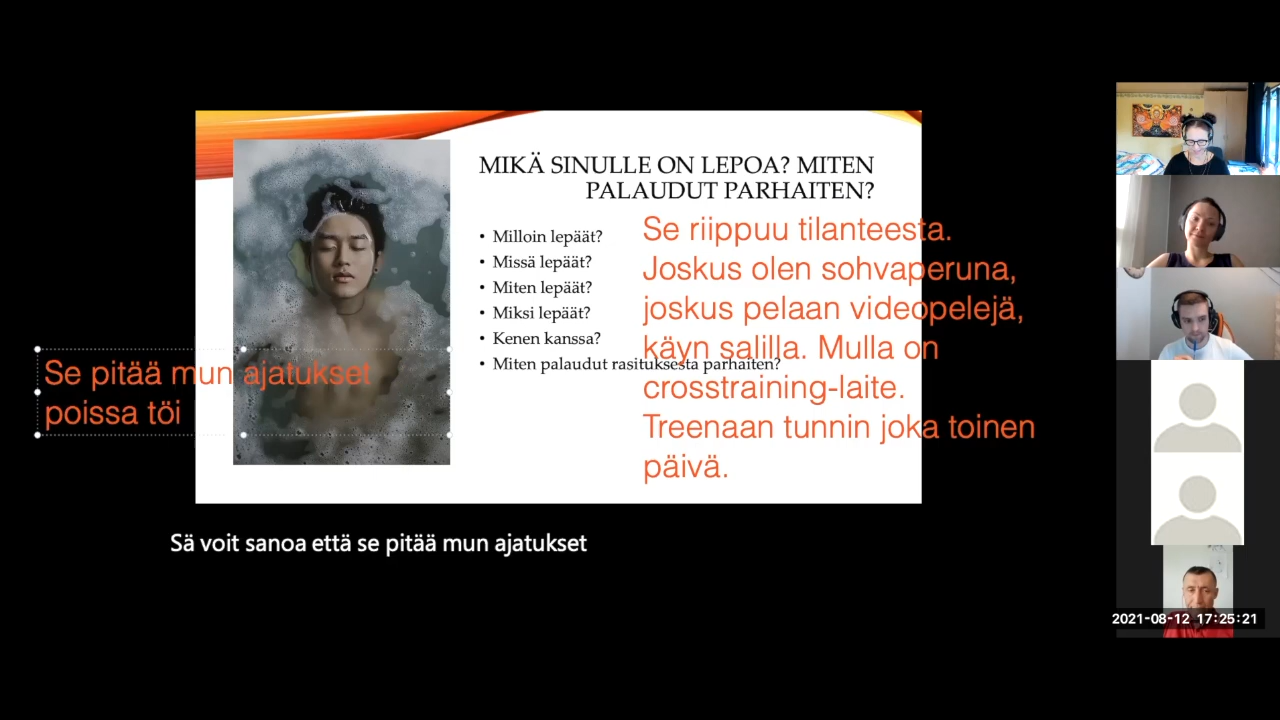 MIKÄ SINULLE ON LEPOA? MITEN
PALAUDUT PARHAITEN?
• Milloin lepäät?
• Missä lepäät?
• Miten lepäät?
• Miksi lepäät?
• Kenen kanssa?
• Miten palaudut rasituksesta parhaiten?
Se riippuu tilanteesta.
Joskus olen sohvaperuna,
joskus pelaan videopelejä,
käyn salilla. Mulla on
crosstraining-laite.
Treenaan tunnin joka toinen
päivä.
Se pitää mun ajatukset
poissa töi
Sä voit sanoa että se pitää mun ajatukset
2021-08-12 17:25:21